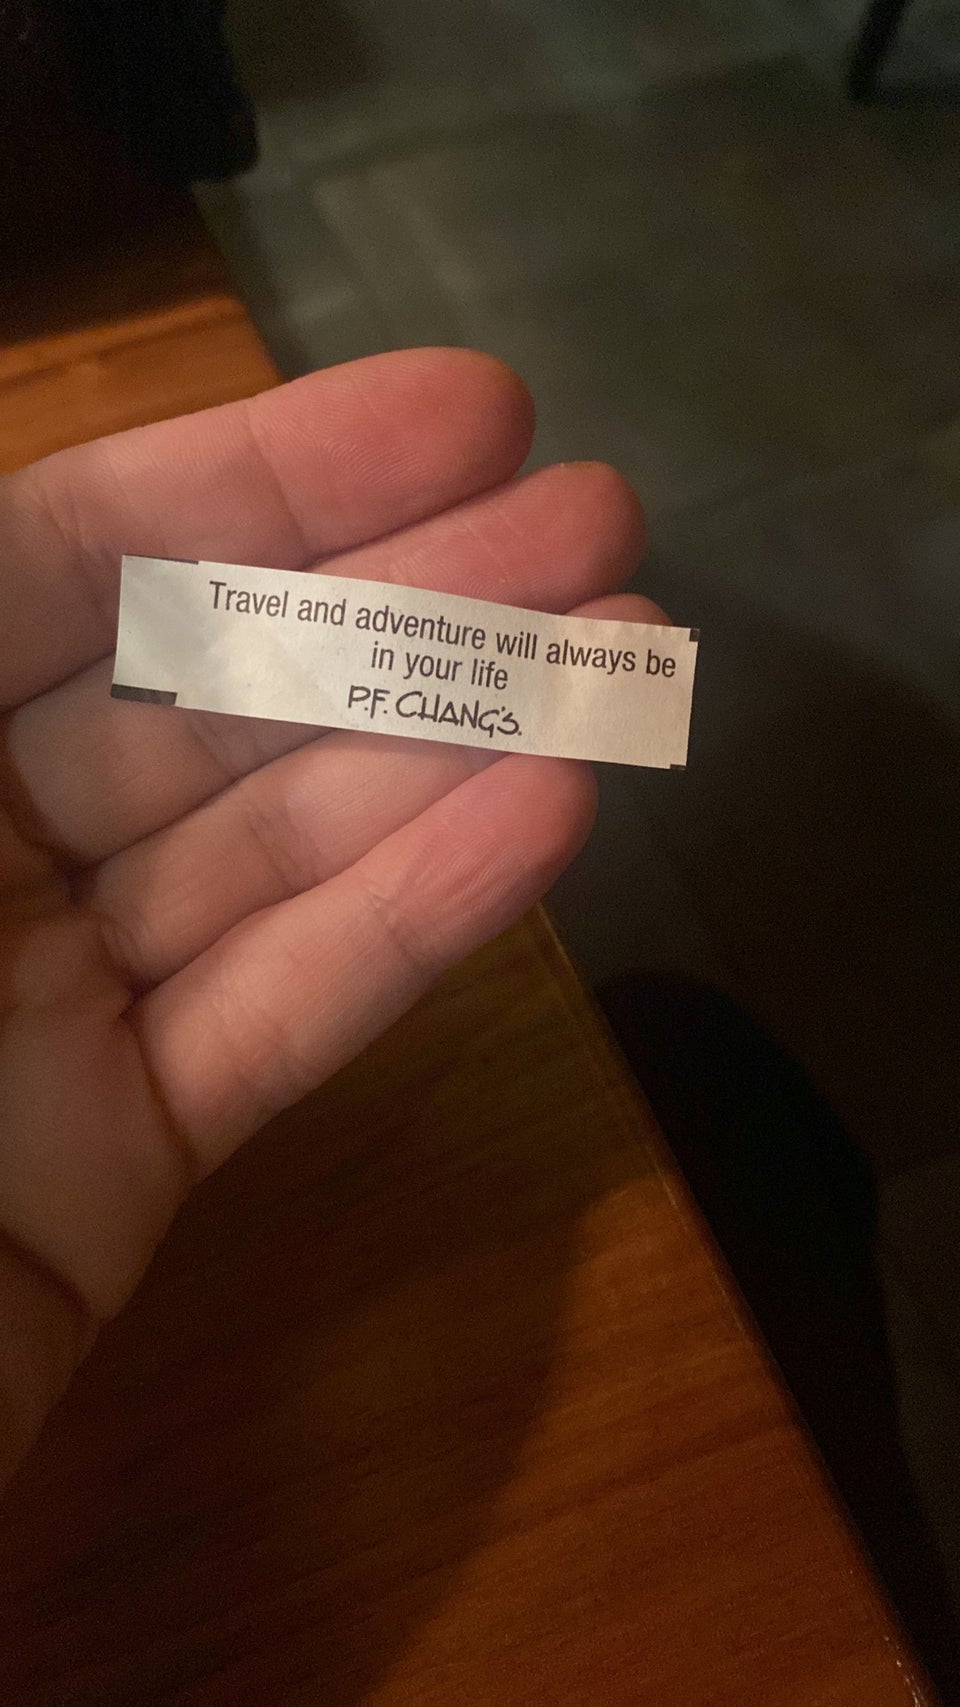 Travel and adventure will always be
in your life
P.F. CHANG'S.